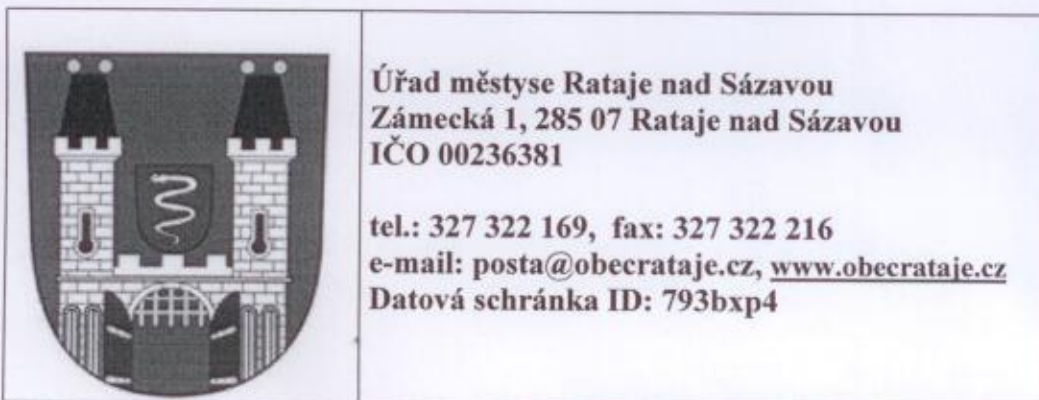 Úřad městyse Rataje nad Sázavou
Zámecká 1, 285 07 Rataje nad Sázavou
IČO 00236381
tel.: 327 322 169, fax: 327 322 216
e-mail: posta@obecrataje.cz, www.obecrataje.cz
Datová schránka ID: 793bxp4